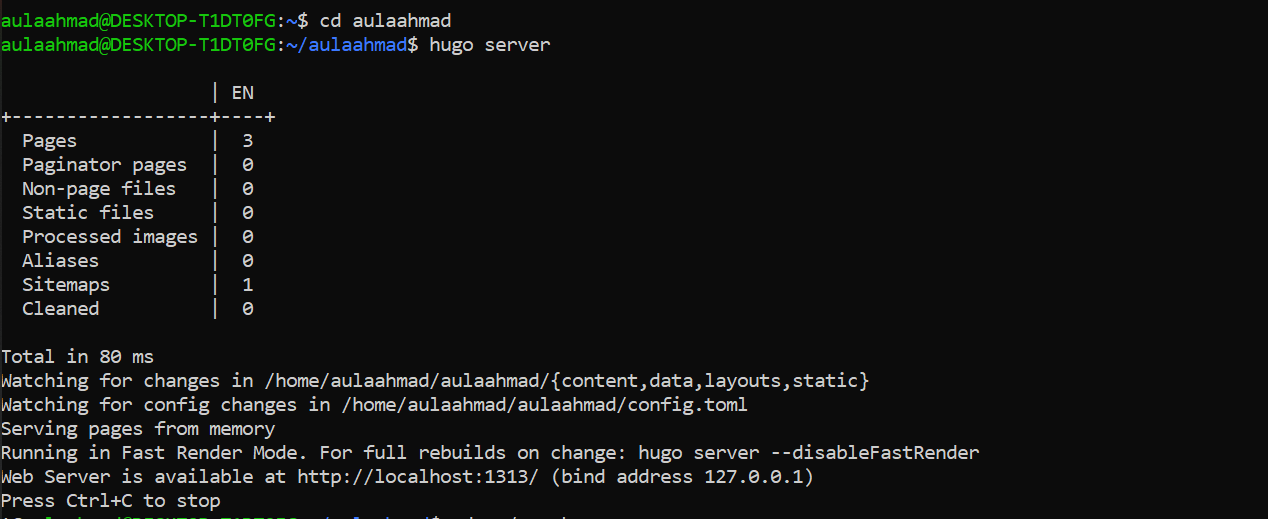 aulaahmad@DESKTOP-T1DT0FG:~$ cd aulaahmad
aulaahmad@DESKTOP-T1DT0FG:~/aulaahmad$ hugo server
                   | EN
+------------------+----+
  Pages            |  3
  Paginator pages  |  0
  Non-page files   |  0
  Static files     |  0
  Processed images |  0
  Aliases          |  0
  Sitemaps         |  1
  Cleaned          |  0
Total in 80 ms
Watching for changes in /home/aulaahmad/aulaahmad/{content,data,layouts,static}
Watching for config changes in /home/aulaahmad/aulaahmad/config.toml
Serving pages from memory
Running in Fast Render Mode. For full rebuilds on change: hugo server --disableFastRender
Web Server is available at http://localhost:1313/ (bind address 127.0.0.1)
Press Ctrl+C to stop